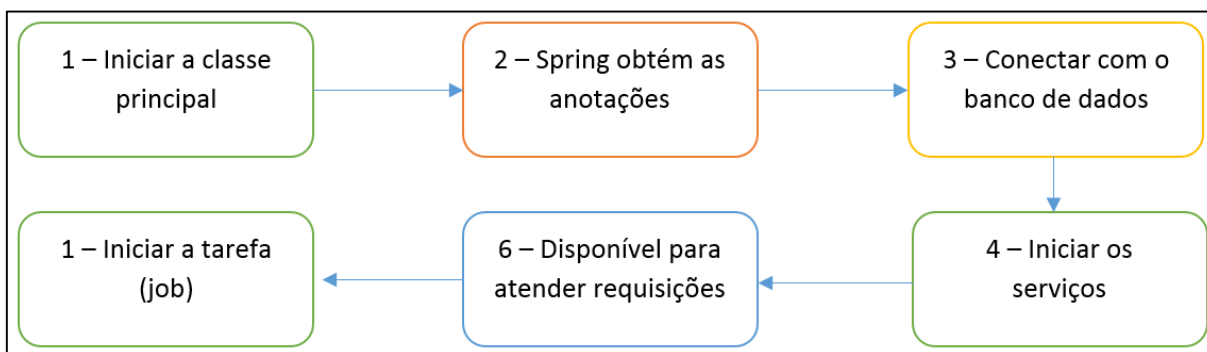 1 – Iniciar a classe
principal
2 – Spring obtém as
anotações
3 – Conectar com o
banco de dados
1 – Iniciar a tarefa
(job)
6 – Disponível para
atender requisições
4 – Iniciar os
serviços